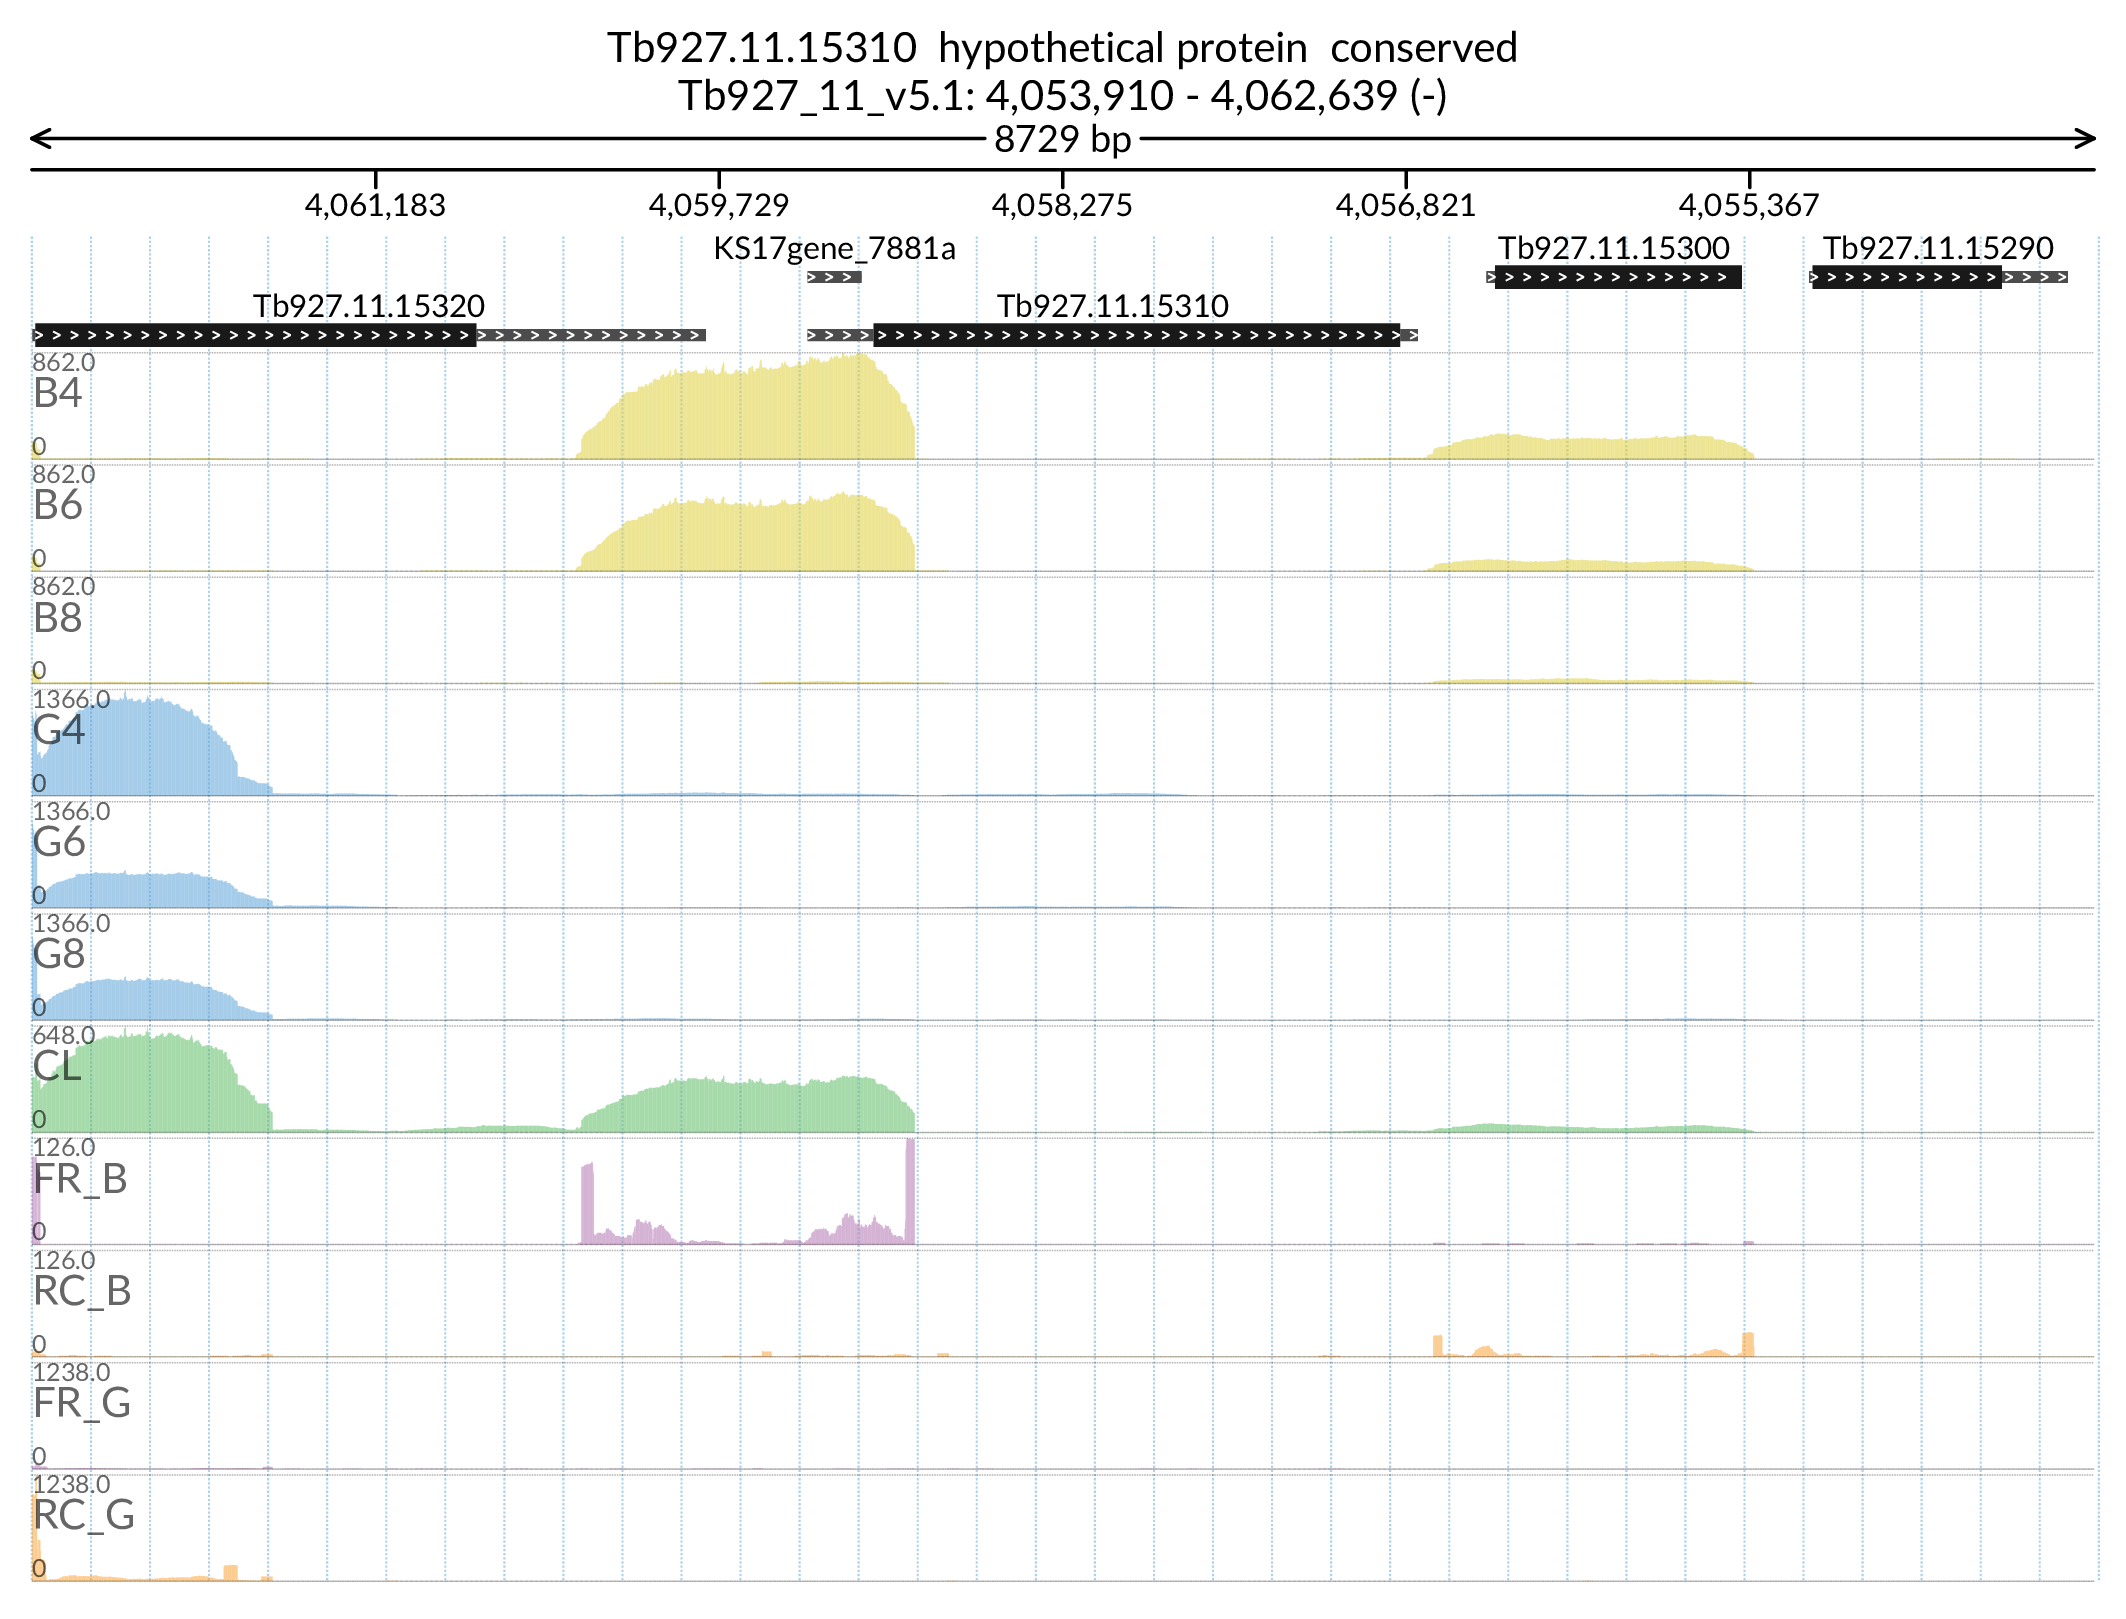 Tb927.11.15310  hypothetical protein  conserved
Tb927_11_v5.1: 4,053,910 - 4,062,639 (-)
8729 bp
4,061,183 4,059,729 4,058,275 4,056,821 4,055,367
KS17gene_7881a Tb927.11.15300 Tb927.11.15290
Tb927.11.15320 Tb927.11.15310
862.0
B4
0
862.0
B6
0
862.0
B8
0
1366.0
G4
0
1366.0
G6
0
1366.0
G8
0
648.0
CL
0
126.0
FR_B
0
126.0
RC_B
0
1238.0
FR_G
0
1238.0
RC_G
0